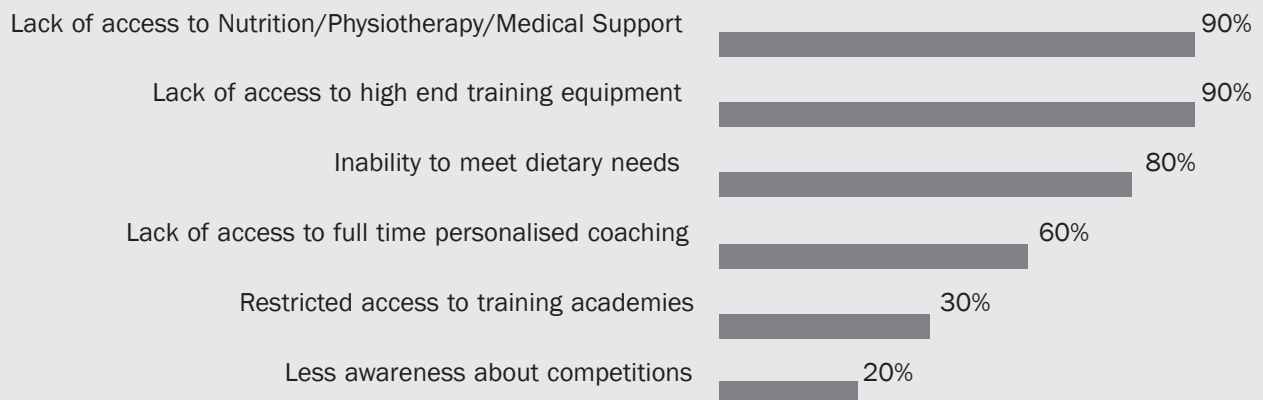 Lack of access to Nutrition/Physiotherapy/Medical Support 90%
Lack of access to high end training equipment 90%
Inability to meet dietary needs 80%
Lack of access to full time personalised coaching 60%
Restricted access to training academies 30%
Less awareness about competitions 20%